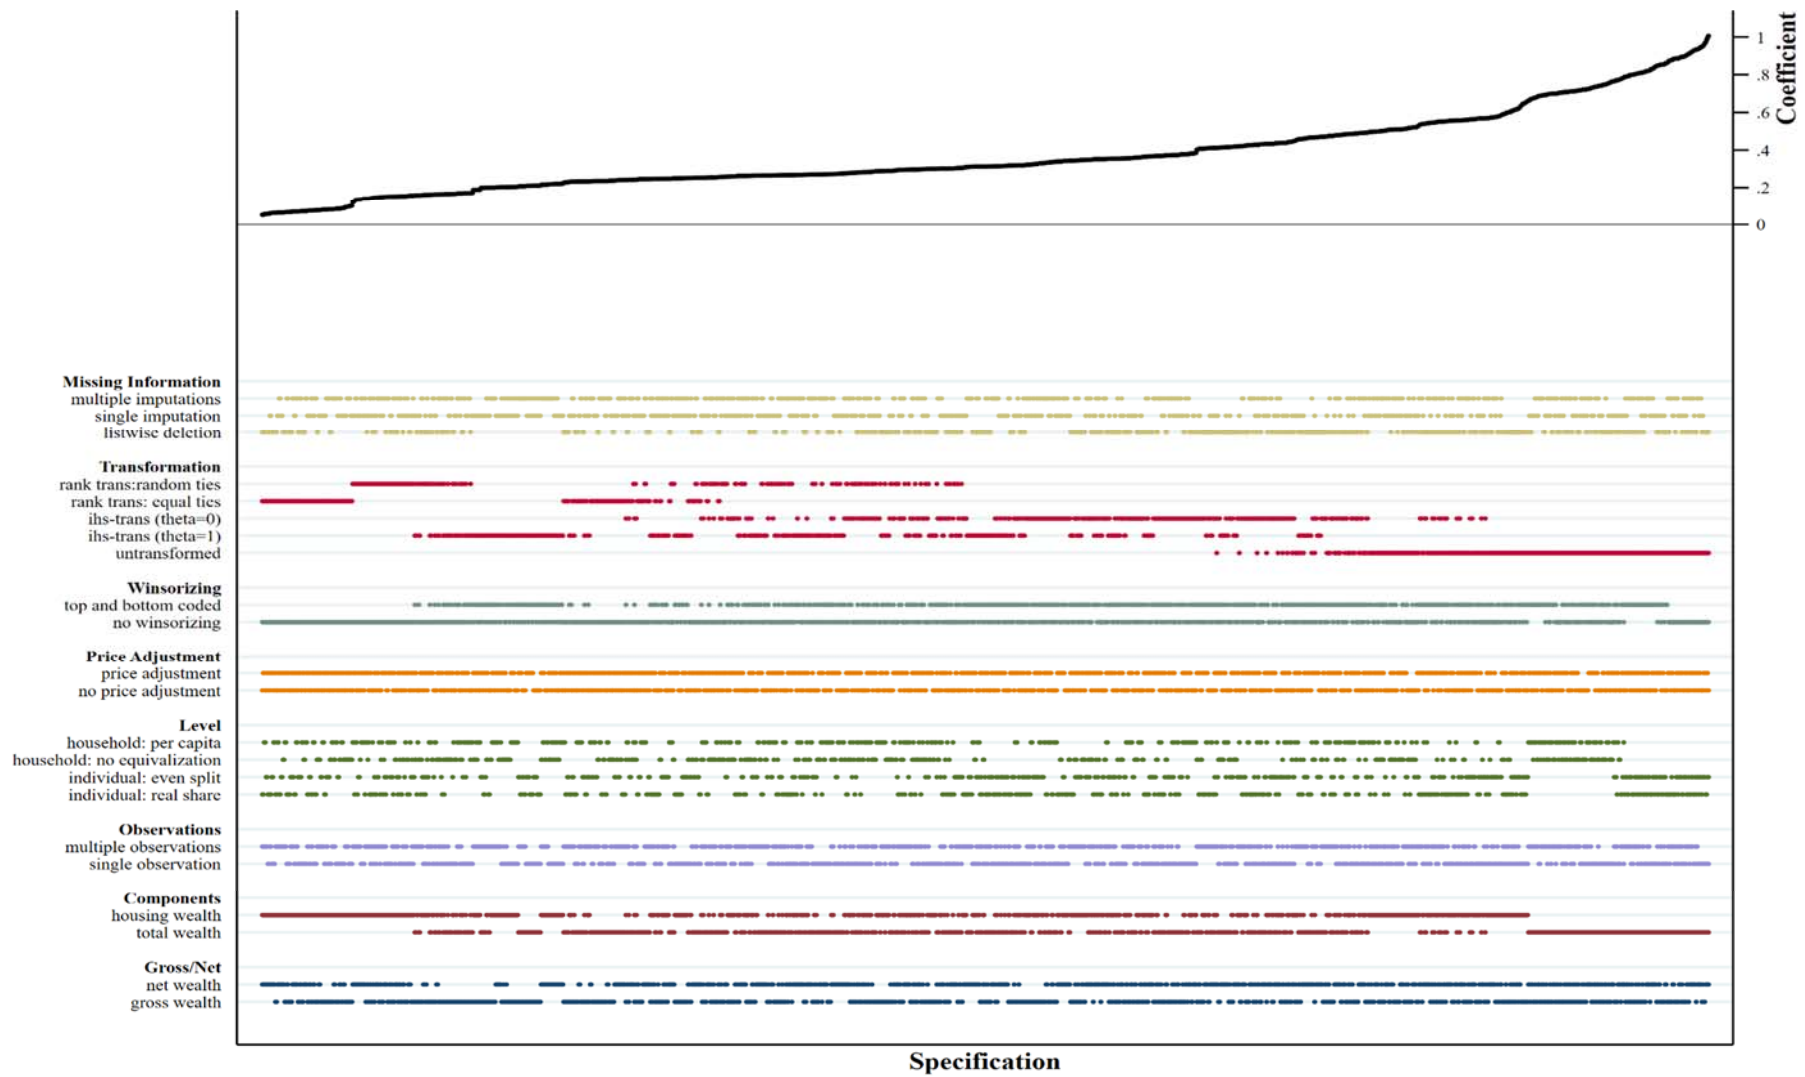 1
.8
.6
.4
.2
0
Coefficient
Missing Information
multiple imputations
single imputation
listwise deletion
Transformation
rank trans:random ties
rank trans: equal ties
ihs-trans (theta=0)
ihs-trans (theta=1)
untransformed
Winsorizing
top and bottom coded
no winsorizing
Price Adjustment
price adjustment
no price adjustment
Level
household: per capita
household: no equivalization
individual: even split
individual: real share
Observations
multiple observations
single observation
Components
housing wealth
total wealth
Gross/Net
net wealth
gross wealth
Specification